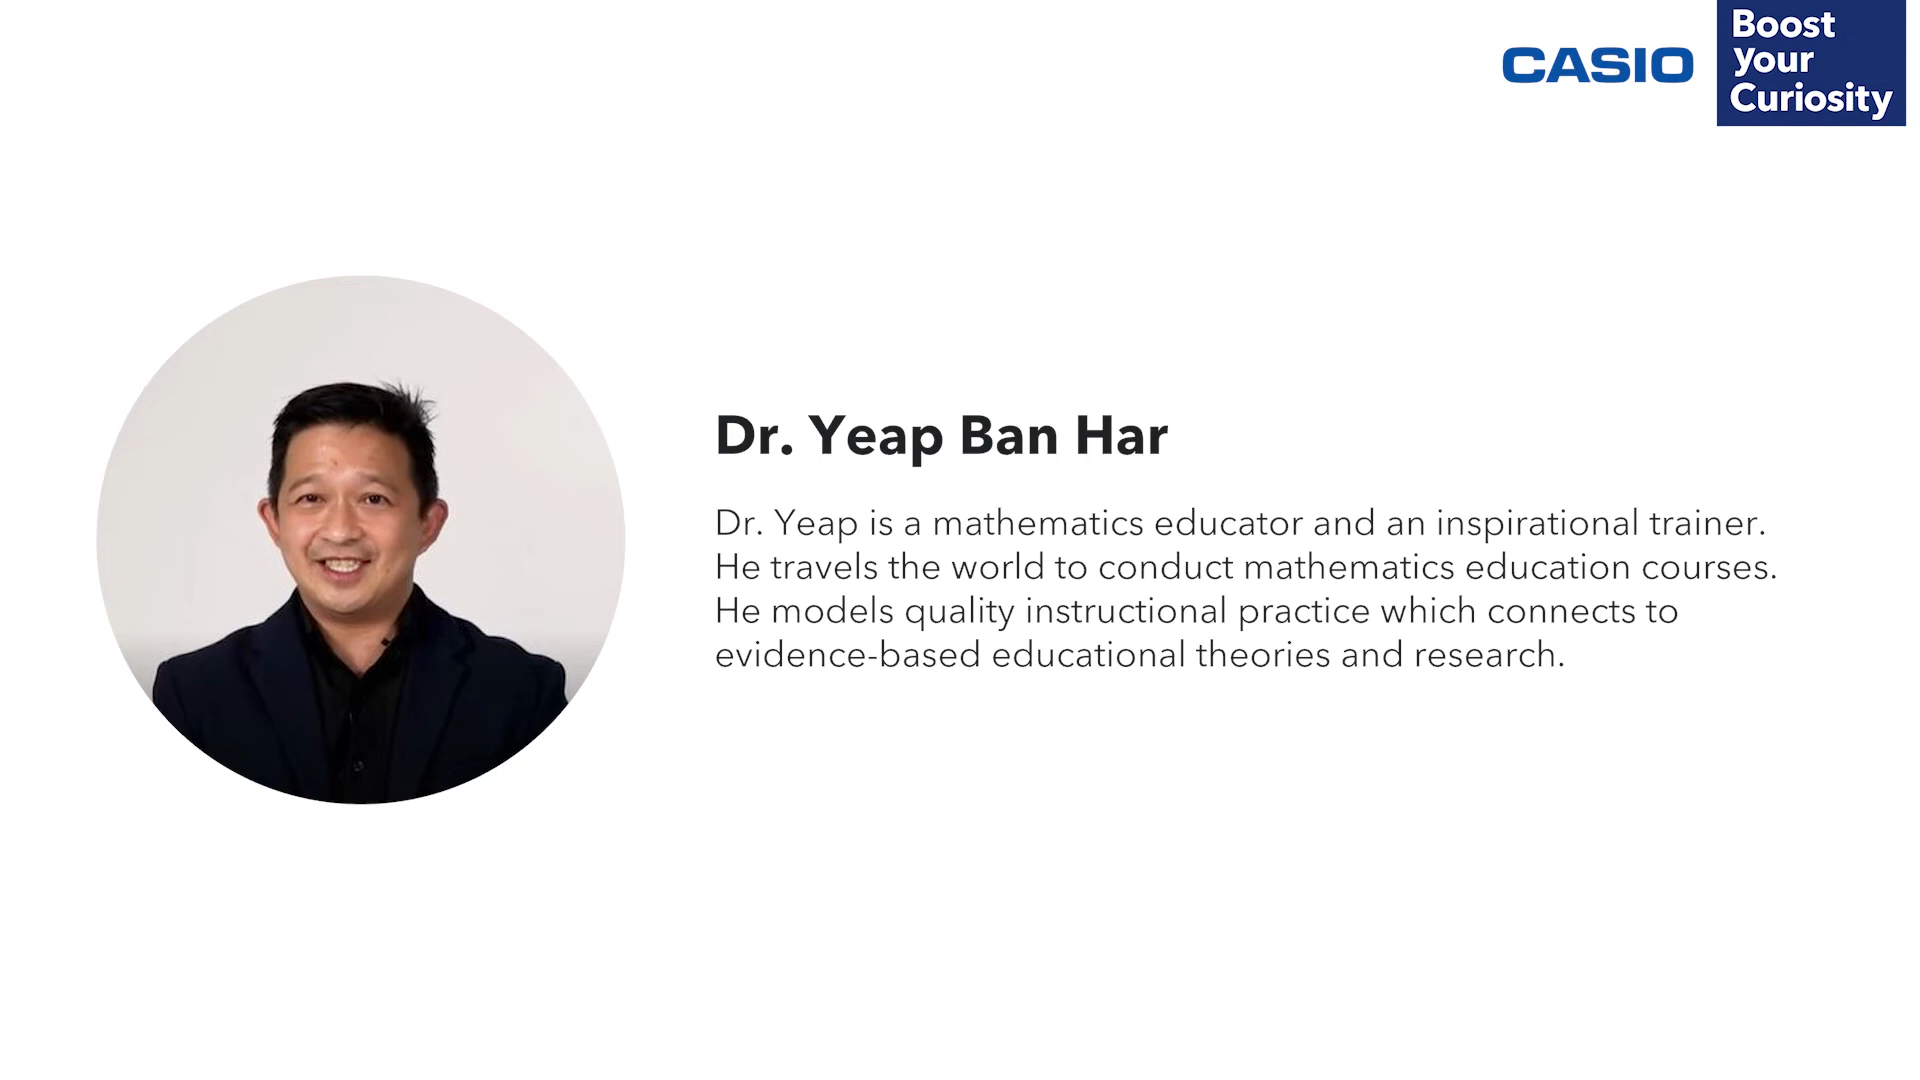 CASIO
Boost
Your
Curiosity
Dr. Yeap Ban Har
Dr. Yeap is a mathematics educator and an inspirational trainer.
He travels the world to conduct mathematics education courses.
He models quality instructional practice which connects to
evidence-based educational theories and research.